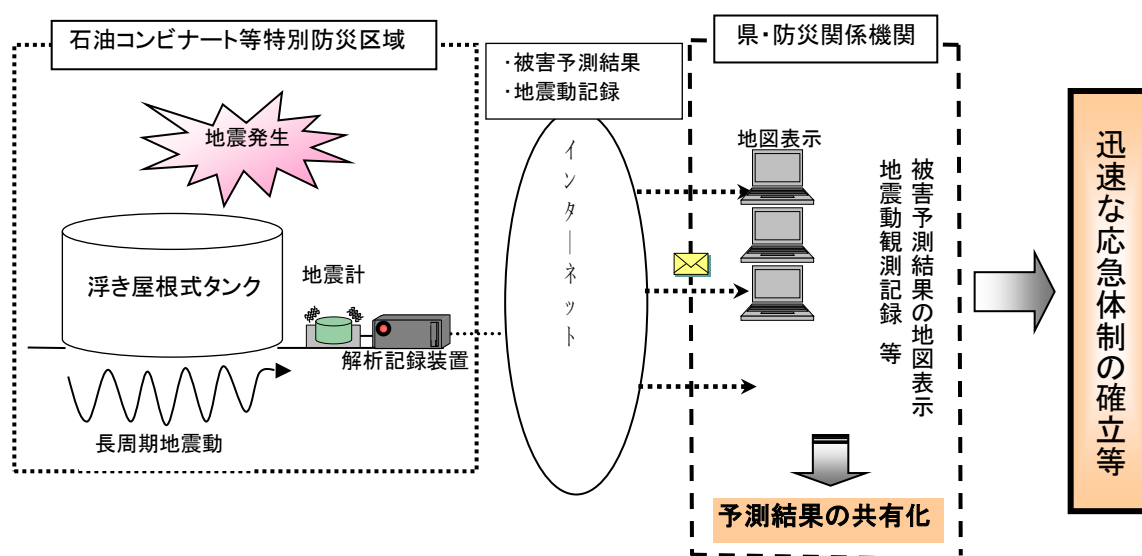 石油コンビナート等特別防災区域
地震発生
浮き屋根式タンク
地震計
解析記録装置
長周期地震動
・被害予測結果
・地震動記録
インターネット
県・防災関係機関
地図表示
被害予測結果の地図表示
地震動観測記録 等
予測結果の共有化
迅速な応急体制の確立等